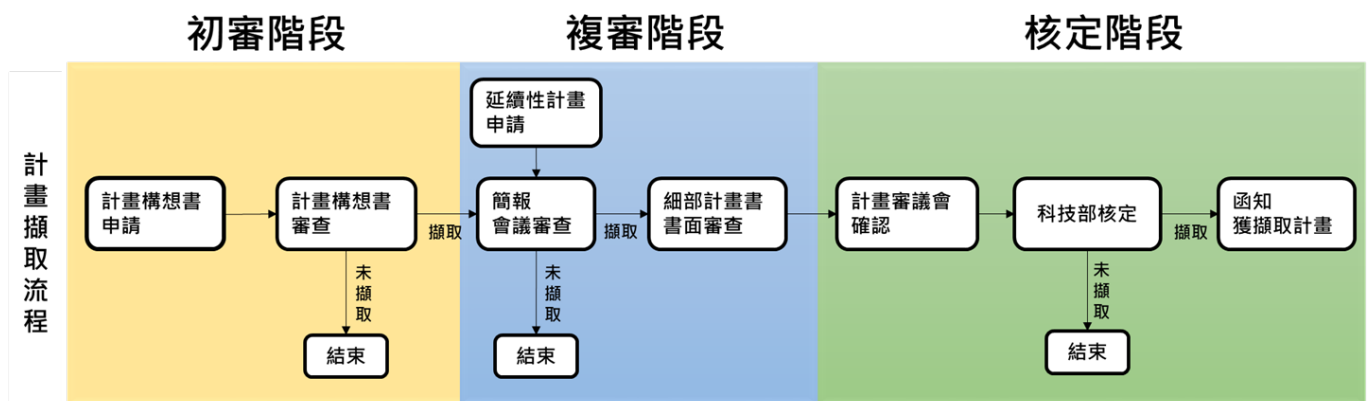 初審階段
複審階段
核定階段
計畫擷取流程
計畫構想書
申請
計畫構想書
審查
擷取
未擷取
結束
延續性計畫
申請
簡報
會議審查
擷取
未擷取
結束
細部計畫書
書面審查
計畫審議會
確認
科技部核定
擷取
未擷取
結束
函知
獲擷取計畫